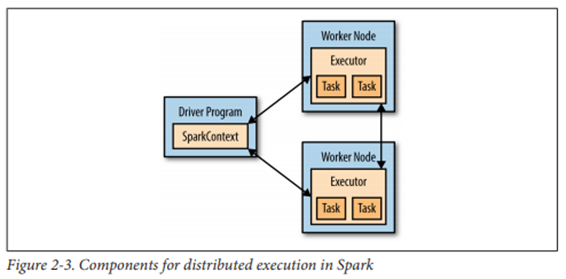 Worker Node
Executor
Task Task
Driver Program
SparkContext
Worker Node
Executor
Task Task
Figure 2-3. Components for distributed execution in Spark